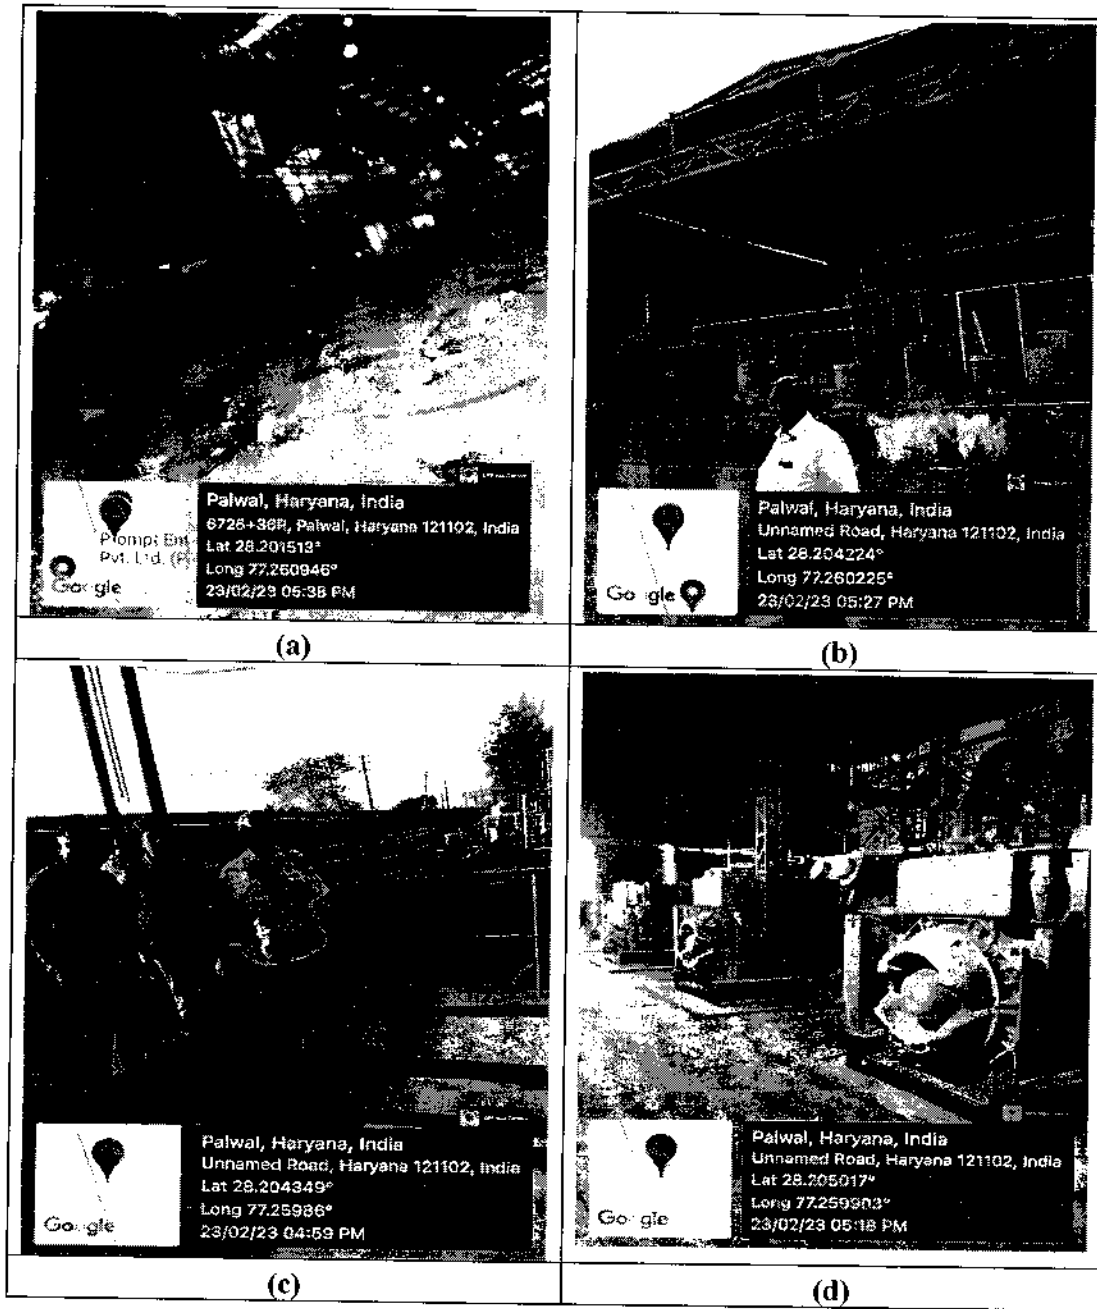 Palwal, Haryana, India
6726+36R, Palwal, Haryana 121102, India
Lat 28.201513°
Long 77.260946°
23/02/23 05:38 PM
Prompt Ent
Pvt. Ltd.
Google
(a)
Palwal, Haryana, India
Unnamed Road, Haryana 121102, India
Lat 28.204224°
Long 77.260225°
23/02/23 05:27 PM
Google
(b)
Palwal, Haryana, India
Unnamed Road, Haryana 121102, India
Lat 28.204349°
Long 77.25986°
23/02/23 04:59 PM
Google
(c)
Palwal, Haryana, India
Unnamed Road, Haryana 121102, India
Lat 28.205017°
Long 77.259903°
23/02/23 05:18 PM
Google
(d)